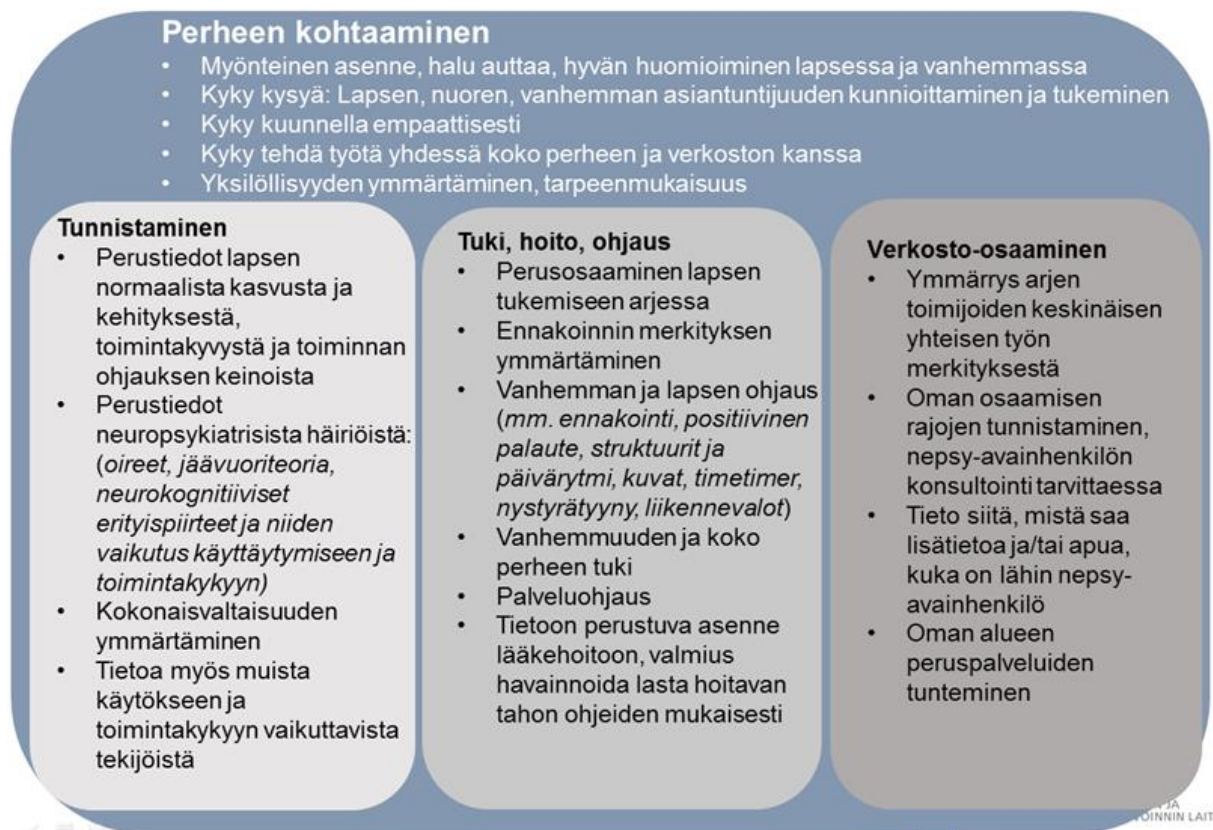 Perheen kohtaaminen
• Myönteinen asenne, halu auttaa, hyvän huomioiminen lapsessa ja vanhemmassa
• Kyky kysyä: Lapsen, nuoren, vanhemman asiantuntijuuden kunnioittaminen ja tukeminen
• Kyky kuunnella empaattisesti
• Kyky tehdä työtä yhdessä koko perheen ja verkoston kanssa
• Yksilöllisyyden ymmärtäminen, tarpeenmukaisuus
Tunnistaminen
• Perustiedot lapsen
normaalista kasvusta ja
kehityksestä,
toimintakyvystä ja toiminnan
ohjauksen keinoista
• Perustiedot
neuropsykiatrisista häiriöistä:
(oireet, jäävuoriteoria,
neurokognitiiviset
erityispiirteet ja niiden
vaikutus käyttäytymiseen ja
toimintakykyyn)
• Kokonaisvaltaisuuden
ymmärtäminen
• Tietoa myös muista
käytökseen ja
toimintakykyyn vaikuttavista
tekijöistä
Tuki, hoito, ohjaus
• Perusosaaminen lapsen
tukemiseen arjessa
• Ennakoinnin merkityksen
ymmärtäminen
• Vanhemman ja lapsen ohjaus
(mm. ennakointi, positiivinen
palaute, struktuurit ja
päivärytmi, kuvat, timetimer,
nystyrätyyny, liikennevalot)
• Vanhemmuuden ja koko
perheen tuki
• Palveluohjaus
• Tietoon perustuva asenne
lääkehoitoon, valmius
havainnoida lasta hoitavan
tahon ohjeiden mukaisesti
Verkosto-osaaminen
• Ymmärrys arjen
toimijoiden keskinäisen
yhteisen työn
merkityksestä
• Oman osaamisen
rajojen tunnistaminen,
nepsy-avainhenkilön
konsultointi tarvittaessa
• Tieto siitä, mistä saa
lisätietoa ja/tai apua,
kuka on lähin nepsy-
avainhenkilö
• Oman alueen
peruspalveluiden
tunteminen
JA
OINNIN LAIT